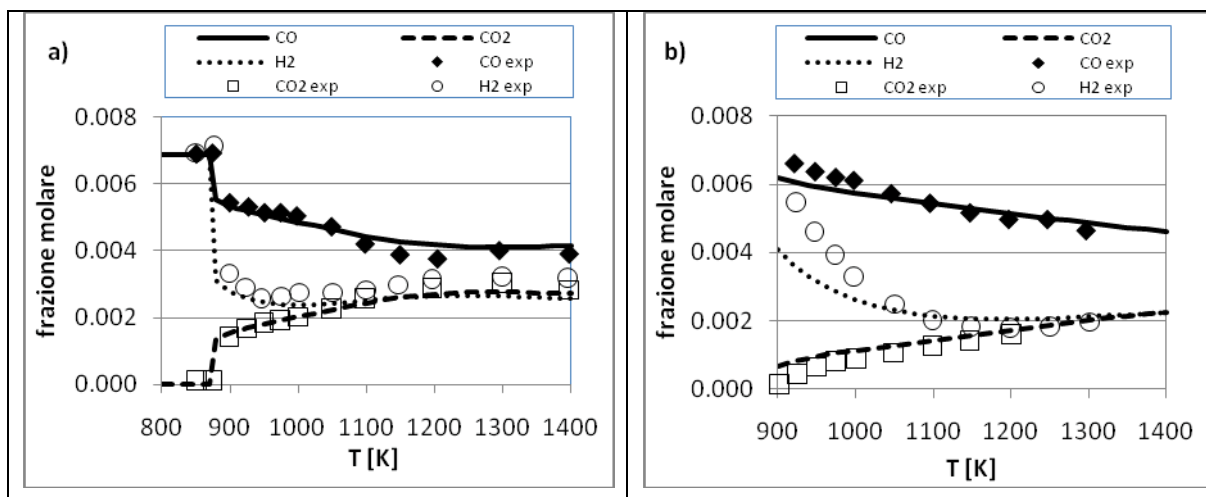 a)
CO
CO2
H2
CO exp
CO2 exp
H2 exp
0.008
0.006
0.004
0.002
0.000
frazione molare
800 900 1000 1100 1200 1300 1400
T [K]
b)
CO
CO2
H2
CO exp
CO2 exp
H2 exp
0.008
0.006
0.004
0.002
0.000
frazione molare
900 1000 1100 1200 1300 1400
T [K]